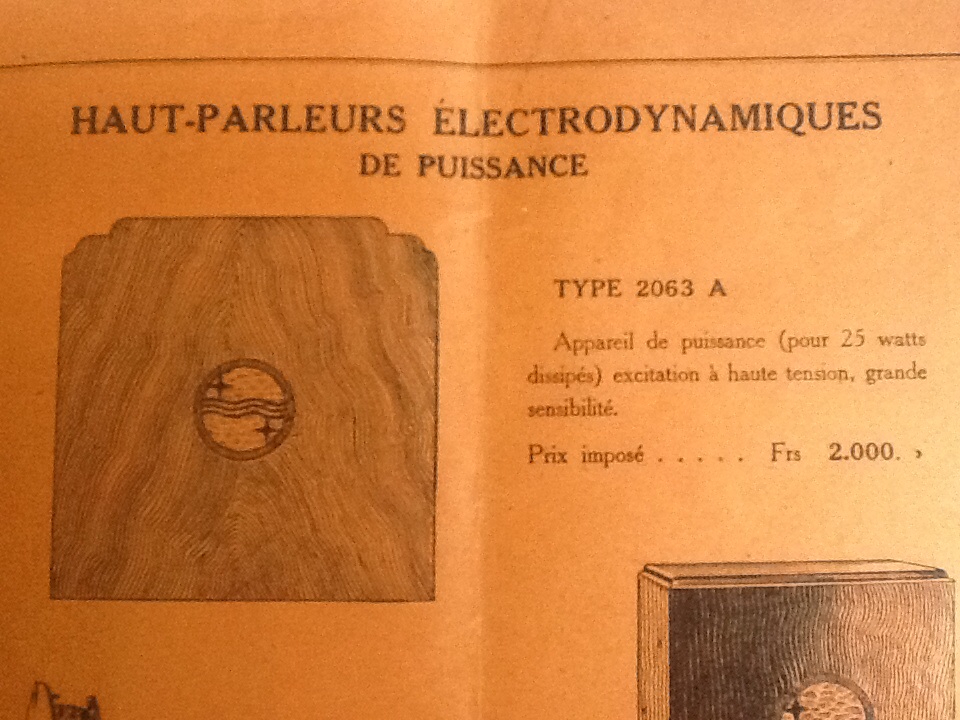 HAUT-PARLEURS ÉLECTRODYNAMIQUES
DE PUISSANCE
TYPE 2063 A
Appareil de puissance (pour 25 watts
dissipés) excitation à haute tension, grande
sensibilité.
Prix imposé . . . . . Frs 2.000. »